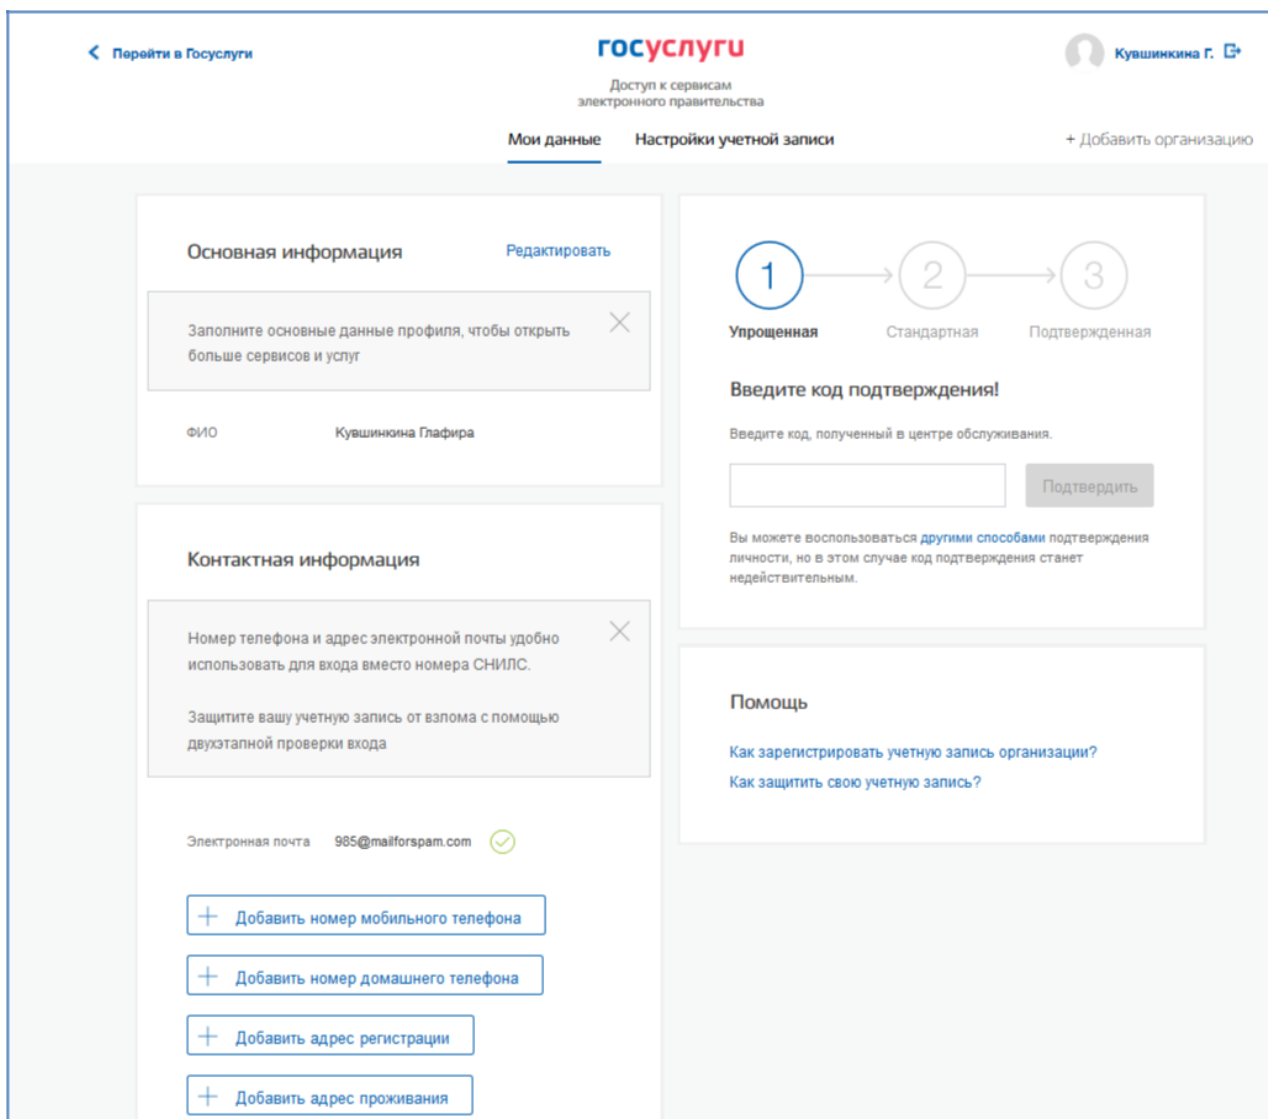 Перейти в Госуслуги
госуслуги
Кувшинкина Г.
Доступ к сервисам
электронного правительства
Мои данные
Настройки учетной записи
+ Добавить организацию
Основная информация
Редактировать
Заполните основные данные профиля, чтобы открыть
больше сервисов и услуг
ФИО
Кувшинкина Глафира
Контактная информация
Номер телефона и адрес электронной почты удобно
использовать для входа вместо номера СНИЛС.
Защитите вашу учетную запись от взлома с помощью
двухэтапной проверки входа
Электронная почта
985@mailforspam.com
Добавить номер мобильного телефона
Добавить номер домашнего телефона
Добавить адрес регистрации
Добавить адрес проживания
1
2
3
Упрощенная
Стандартная
Подтвержденная
Введите код подтверждения!
Введите код, полученный в центре обслуживания.
Подтвердить
Вы можете воспользоваться другими способами подтверждения
личности, но в этом случае код подтверждения станет
недействительным.
Помощь
Как зарегистрировать учетную запись организации?
Как защитить свою учетную запись?